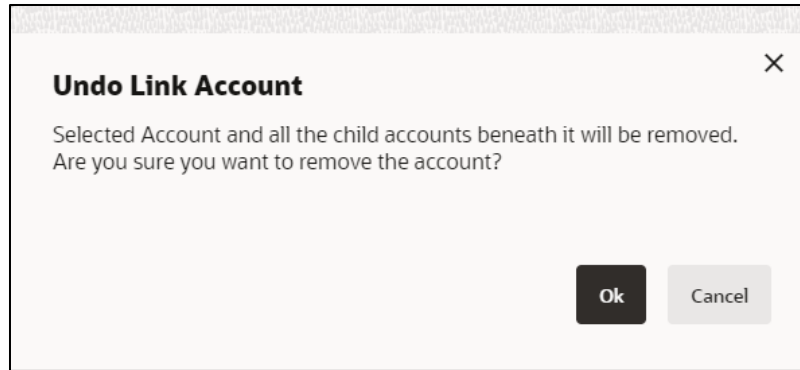 Undo Link Account
Selected Account and all the child accounts beneath it will be removed.
Are you sure you want to remove the account?
Ok
Cancel